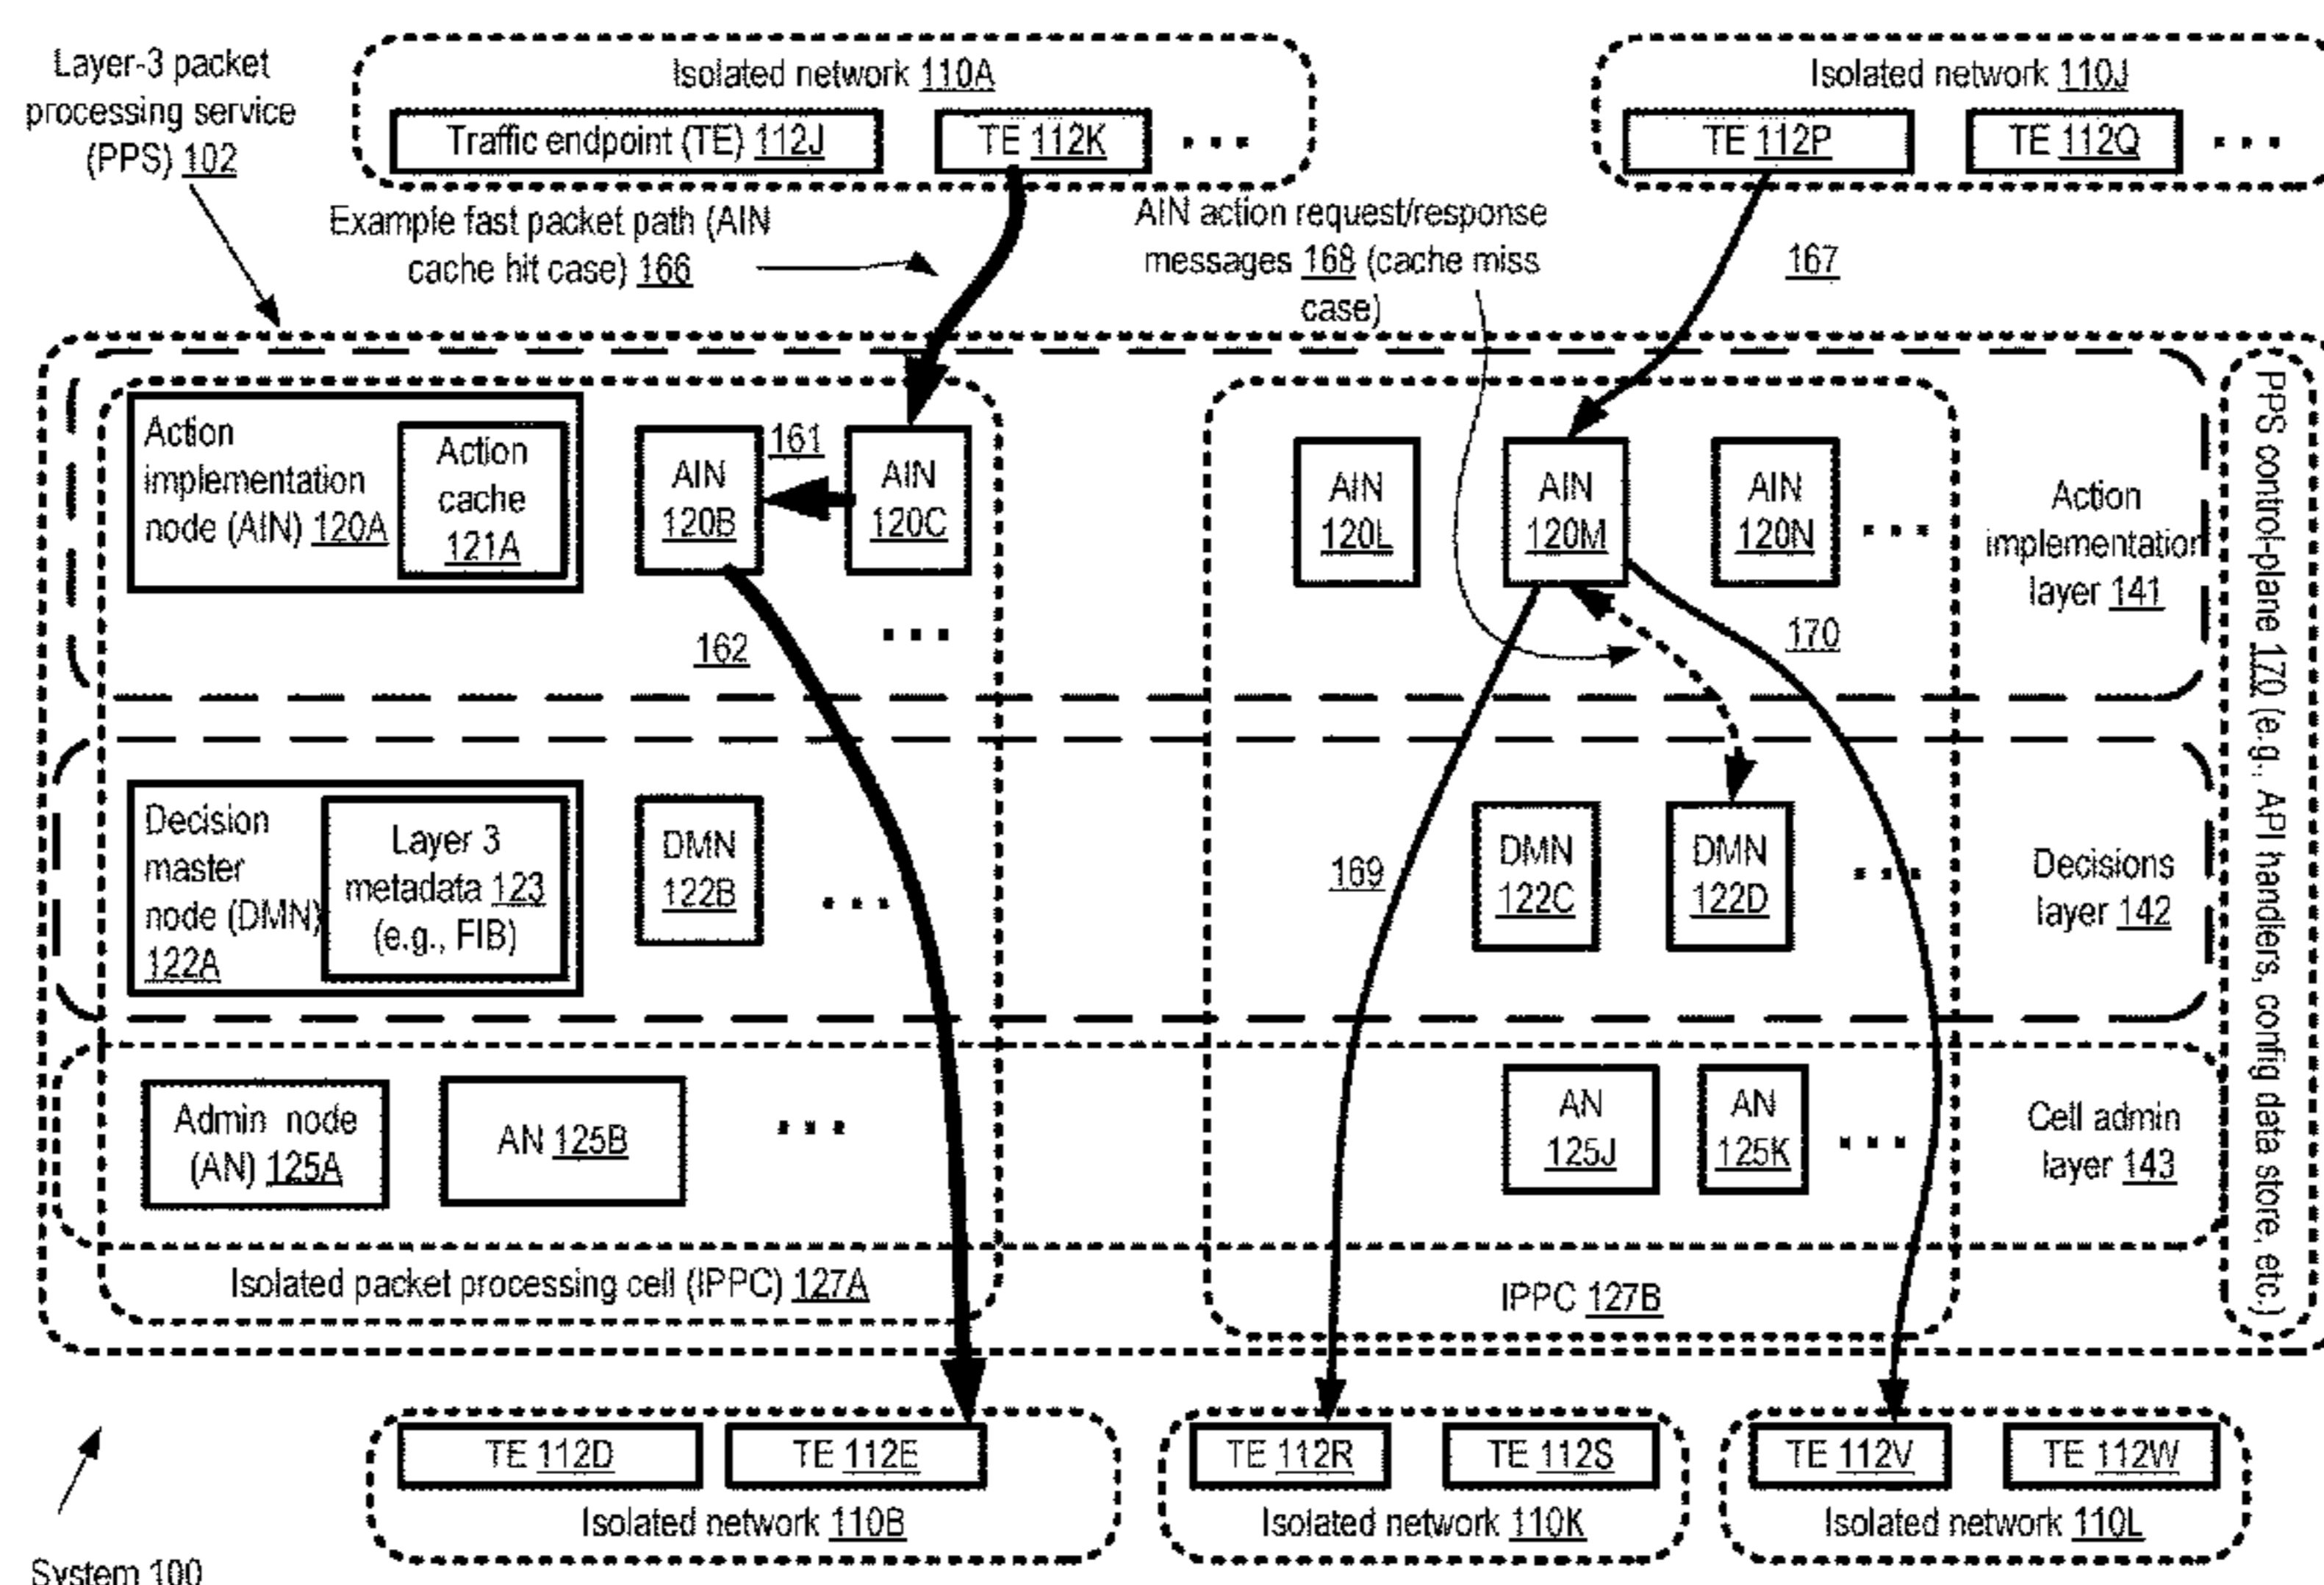 Layer-3 packet
processing service
(PPS) 102
Isolated network 110A
Traffic endpoint (TE) 112J
TE 112K
Isolated network 110J
TE 112P
TE 112Q
Example fast packet path (AIN
cache hit case) 166
AIN action request/response
messages 168 (cache miss
case)
167
Action
implementation
node (AIN) 120A
Action
cache
121A
AIN
120B
161
AIN
120C
162
AIN
120L
AIN
120M
AIN
120N
170
Action
implementation
layer 141
Decision
master
node (DMN)
122A
Layer 3
metadata 123
(e.g., FIB)
DMN
122B
169
DMN
122C
DMN
122D
Decisions
layer 142
Admin node
(AN) 125A
AN 125B
AN
125J
AN
125K
Cell admin
layer 143
Isolated packet processing cell (IPPC) 127A
IPPC 127B
PPS control-plane 170 (e.g., API handlers, config data store, etc.)
TE 112D
TE 112E
Isolated network 110B
TE 112R
TE 112S
Isolated network 110K
TE 112V
TE 112W
Isolated network 110L
System 100